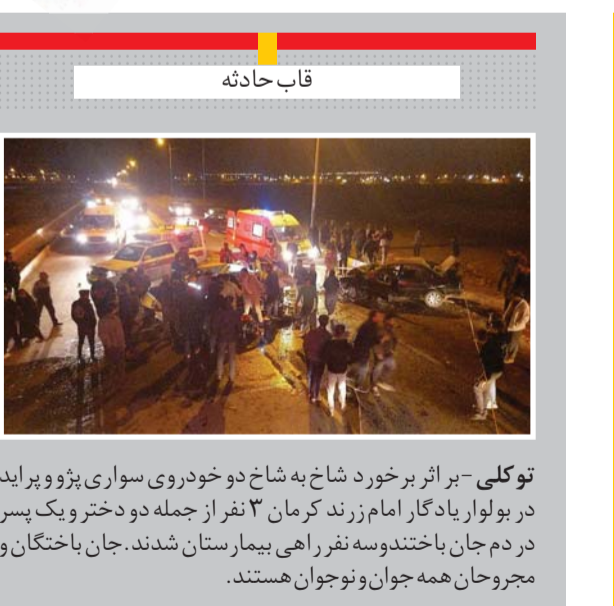 قاب حادثه
توکلی -بر اثر برخورد شاخ به شاخ دو خودروی سواری پژو و پراید
در بولوار یادگار امام زرند کرمان ۳ نفر از جمله دو دختر و یک پسر
در دم جان باختند و سه نفر راهی بیمارستان شدند. جان باختگان و
مجروحان همه جوان و نوجوان هستند.